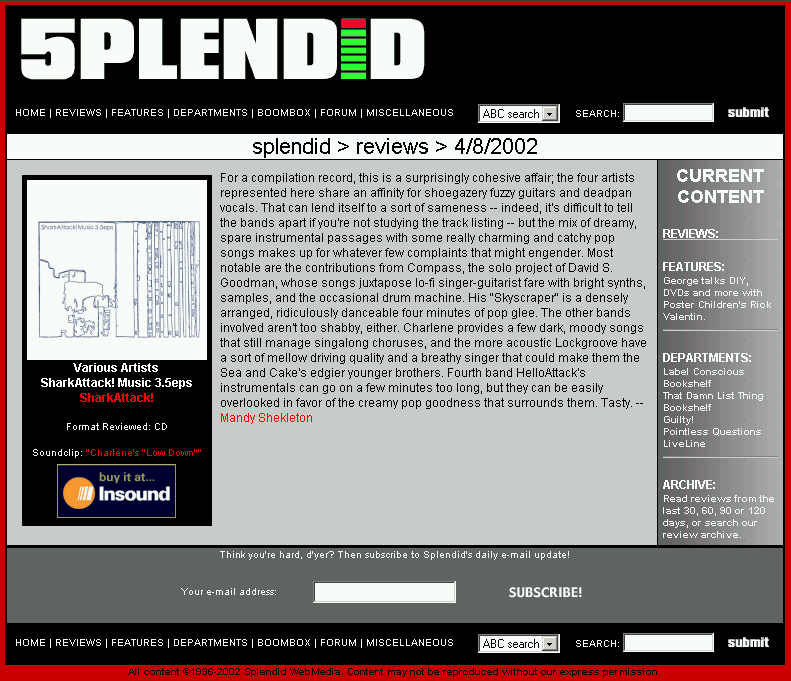 5PLENDID
HOME | REVIEWS | FEATURES | DEPARTMENTS | BOOMBOX | FORUM | MISCELLANEOUS ABC search SEARCH: submit
splendid > reviews > 4/8/2002
SharkAttack!Music 3.5eps
Various Artists
SharkAttack! Music 3.5eps
SharkAttack!
Format Reviewed: CD
Soundclip: "Charlene's "Low Down""
buy it at...
Insound
For a compilation record, this is a surprisingly cohesive affair; the four artists
represented here share an affinity for shoegazery fuzzy guitars and deadpan
vocals. That can lend itself to a sort of sameness -- indeed, it's difficult to tell
the bands apart if you're not studying the track listing -- but the mix of dreamy,
spare instrumental passages with some really charming and catchy pop
songs makes up for whatever few complaints that might engender. Most
notable are the contributions from Compass, the solo project of David S.
Goodman, whose songs juxtapose lo-fi singer-guitarist fare with bright synths,
samples, and the occasional drum machine. His "Skyscraper" is a densely
arranged, ridiculously danceable four minutes of pop glee. The other bands
involved aren't too shabby, either. Charlene provides a few dark, moody songs
that still manage singalong choruses, and the more acoustic Lockgroove have
a sort of mellow driving quality and a breathy singer that could make them the
Sea and Cake's edgier younger brothers. Fourth band HelloAttack's
instrumentals can go on a few minutes too long, but they can be easily
overlooked in favor of the creamy pop goodness that surrounds them. Tasty. --
Mandy Shekleton
CURRENT
CONTENT
REVIEWS:
FEATURES:
George talks DIY,
DVDs and more with
Poster Children's Rick
Valentin.
DEPARTMENTS:
Label Conscious
Bookshelf
That Damn List Thing
Bookshelf
Guilty!
Pointless Questions
LiveLine
ARCHIVE:
Read reviews from the
last 30, 60, 90 or 120
days, or search our
review archive.
Think you're hard, d'yer? Then subscribe to Splendid's daily e-mail update!
Your e-mail address: SUBSCRIBE!
HOME | REVIEWS | FEATURES | DEPARTMENTS | BOOMBOX | FORUM | MISCELLANEOUS ABC search SEARCH: submit
All content ©1996-2002 Splendid WebMedia. Content may not be reproduced without our express permission.